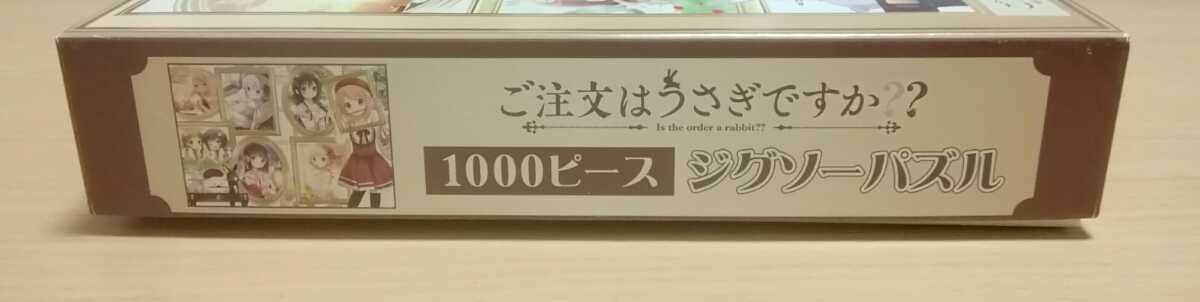 ご注文はうさぎですか??
Is the order a rabbit??
1000ピース ジグソーパズル